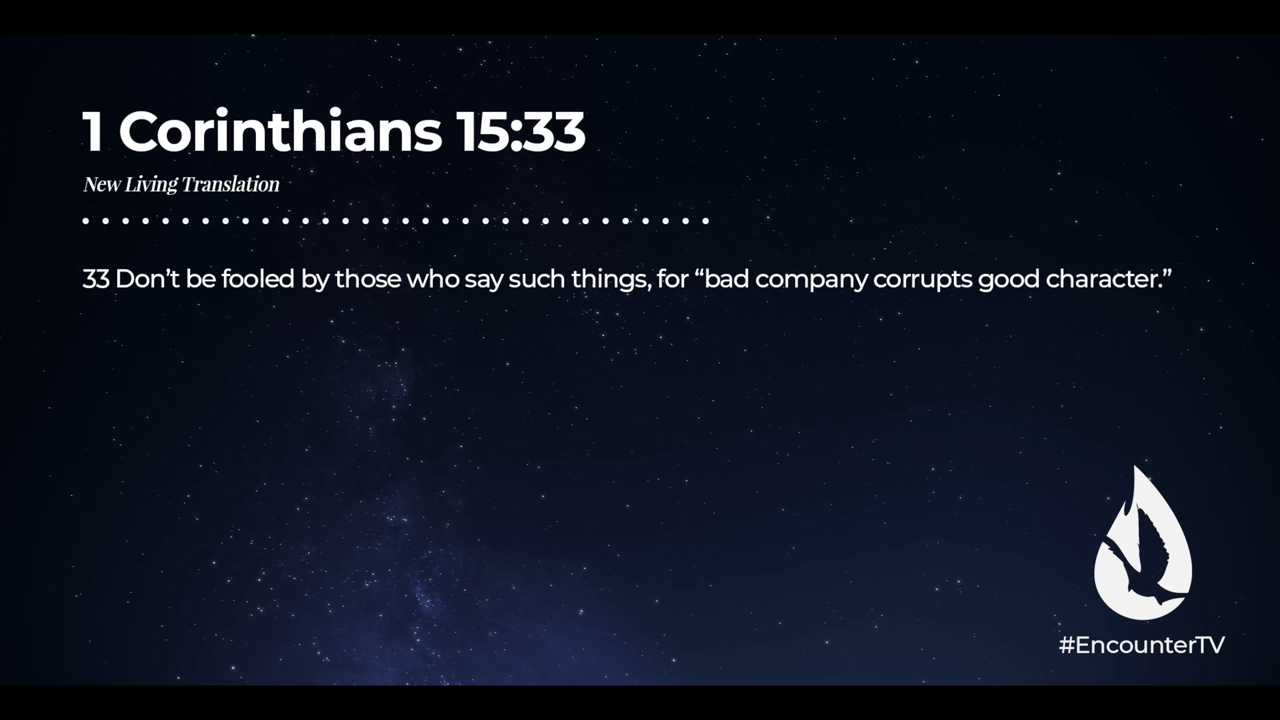 1 Corinthians 15:33
New Living Translation
33 Don’t be fooled by those who say such things, for “bad company corrupts good character.”
#EncounterTV